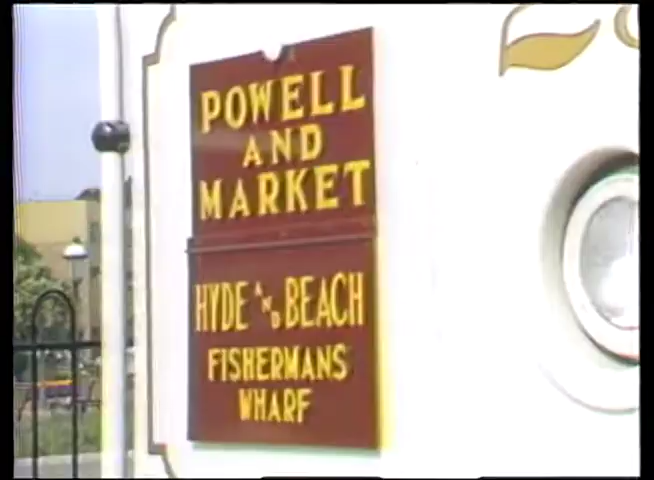 POWELL
AND
MARKET
HYDE AND BEACH
FISHERMANS
WHARF